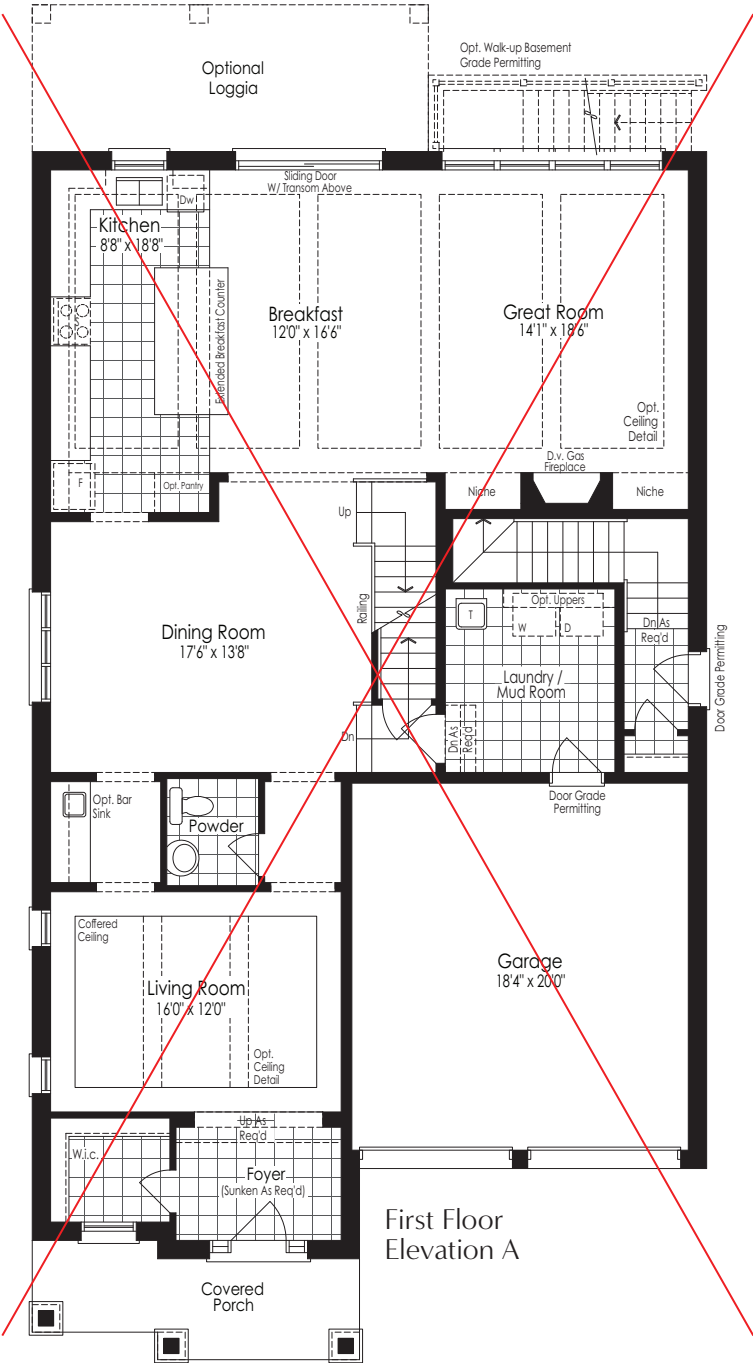 Opt. Walk-up Basement
Grade Permitting
Optional
Loggia
Sliding Door
W/ Transom Above
Dw
Kitchen
8'8" x 18'8"
Breakfast
12'0" x 16'6"
Great Room
14'1" x 18'6"
Extended Breakfast Counter
Opt.
Ceiling
Detail
D.v. Gas
Fireplace
F
Opt. Pantry
Niche
Niche
Up
Railing
Opt. Uppers
T
W
D
Dn As
Req'd
Dining Room
17'6" x 13'8"
Laundry /
Mud Room
Door Grade Permitting
Dn
Dn As
Req'd
Door Grade
Permitting
Opt. Bar
Sink
Powder
Coffered
Ceiling
Living Room
16'0" x 12'0"
Garage
18'4" x 20'0"
Opt.
Ceiling
Detail
Up As
Req'd
W.i.c.
Foyer
(Sunken As Req'd)
First Floor
Elevation A
Covered
Porch